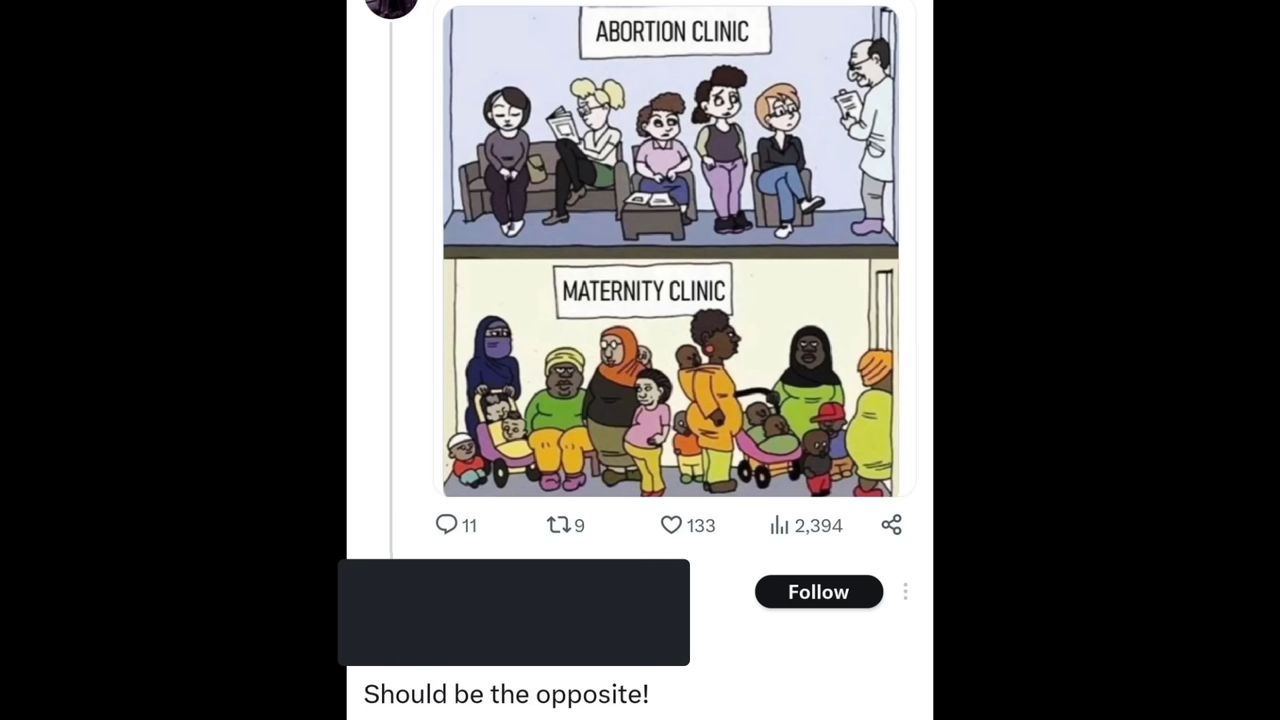 ABORTION CLINIC
MATERNITY CLINIC
11 9 133 2,394
Follow
Should be the opposite!